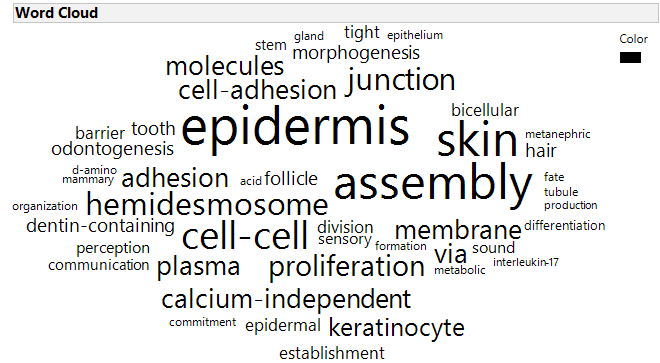 Word Cloud
Color
gland
tight
epithelium
stem
morphogenesis
molecules
junction
cell-adhesion
bicellular
epidermis
skin
barrier
tooth
metanephric
odontogenesis
hair
d-amino
mammary
adhesion
acid
follicle
assembly
fate
tubule
production
organization
hemidesmosome
dentin-containing
division
membrane
differentiation
cell-cell
sensory
formation
via
sound
perception
communication
plasma
proliferation
metabolic
interleukin-17
calcium-independent
commitment
epidermal
keratinocyte
establishment